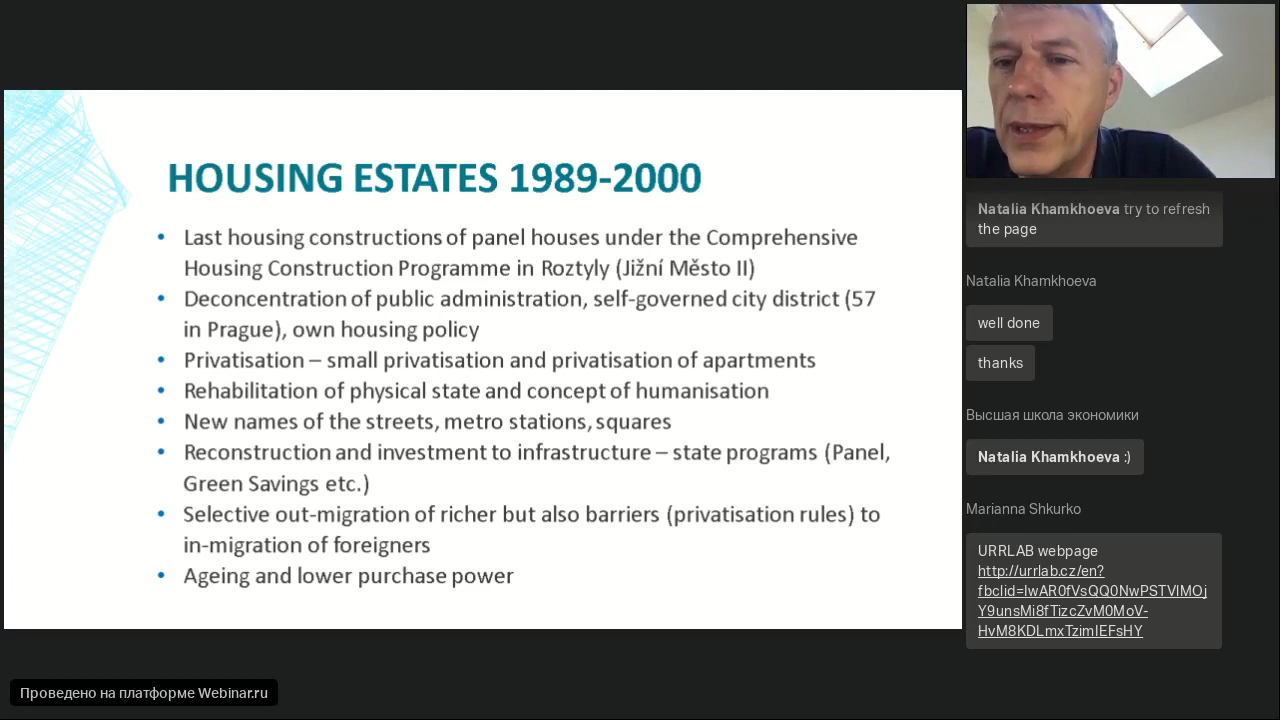 HOUSING ESTATES 1989-2000
• Last housing constructions of panel houses under the Comprehensive
Housing Construction Programme in Roztyly (Jižní Město II)
• Deconcentration of public administration, self-governed city district (57
in Prague), own housing policy
• Privatisation – small privatisation and privatisation of apartments
• Rehabilitation of physical state and concept of humanisation
• New names of the streets, metro stations, squares
• Reconstruction and investment to infrastructure – state programs (Panel,
Green Savings etc.)
• Selective out-migration of richer but also barriers (privatisation rules) to
in-migration of foreigners
• Ageing and lower purchase power
Natalia Khamkhoeva try to refresh
the page
Natalia Khamkhoeva
well done
thanks
Высшая школа экономики
Natalia Khamkhoeva :)
Marianna Shkurko
URRLAB webpage
http://urrlab.cz/en?
fbclid=IwAR0fVsQQ0NwPSTVlMOj
Y9unsMi8fTizcZvM0MoV-
HvM8KDLmxTzimIEFsHY
Проведено на платформе Webinar.ru